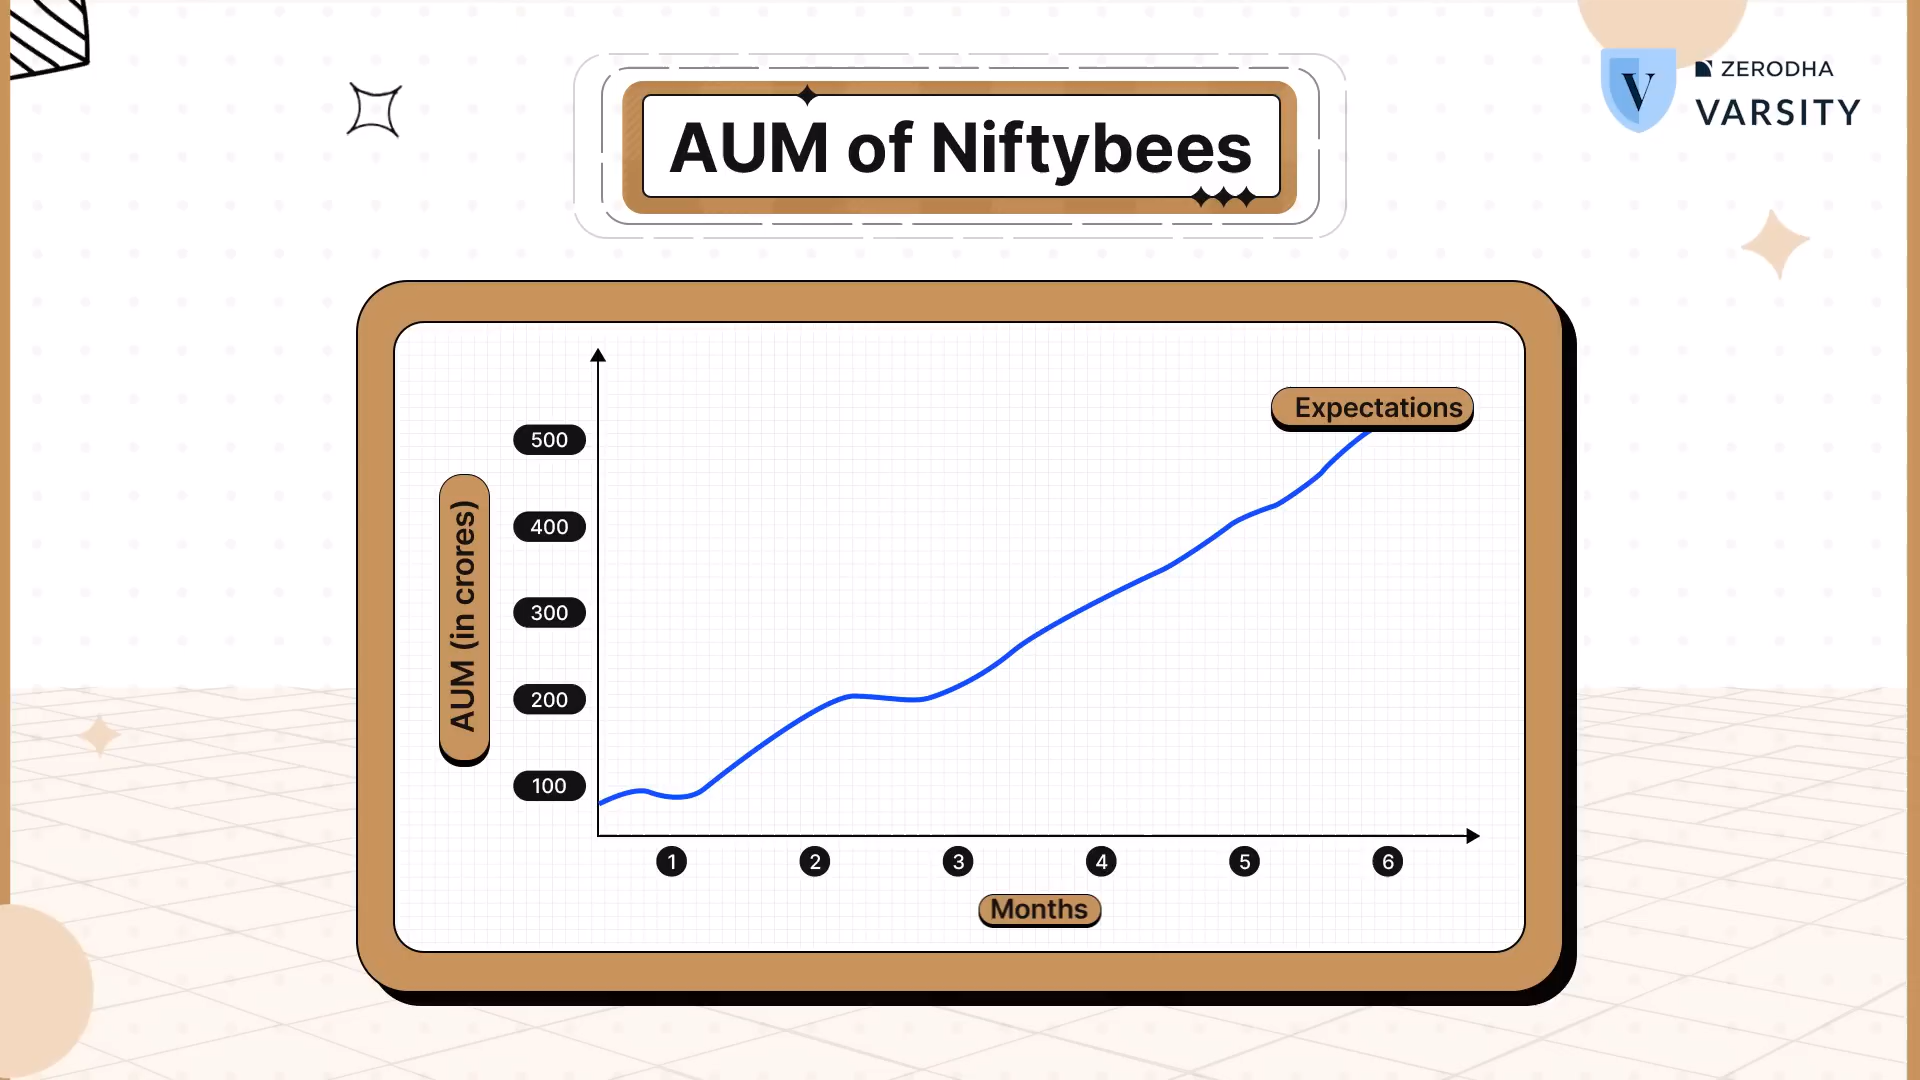 AUM of Niftybees
V
ZERODHA
VARSITY
Expectations
500
400
300
200
100
AUM (in crores)
1 2 3 4 5 6
Months